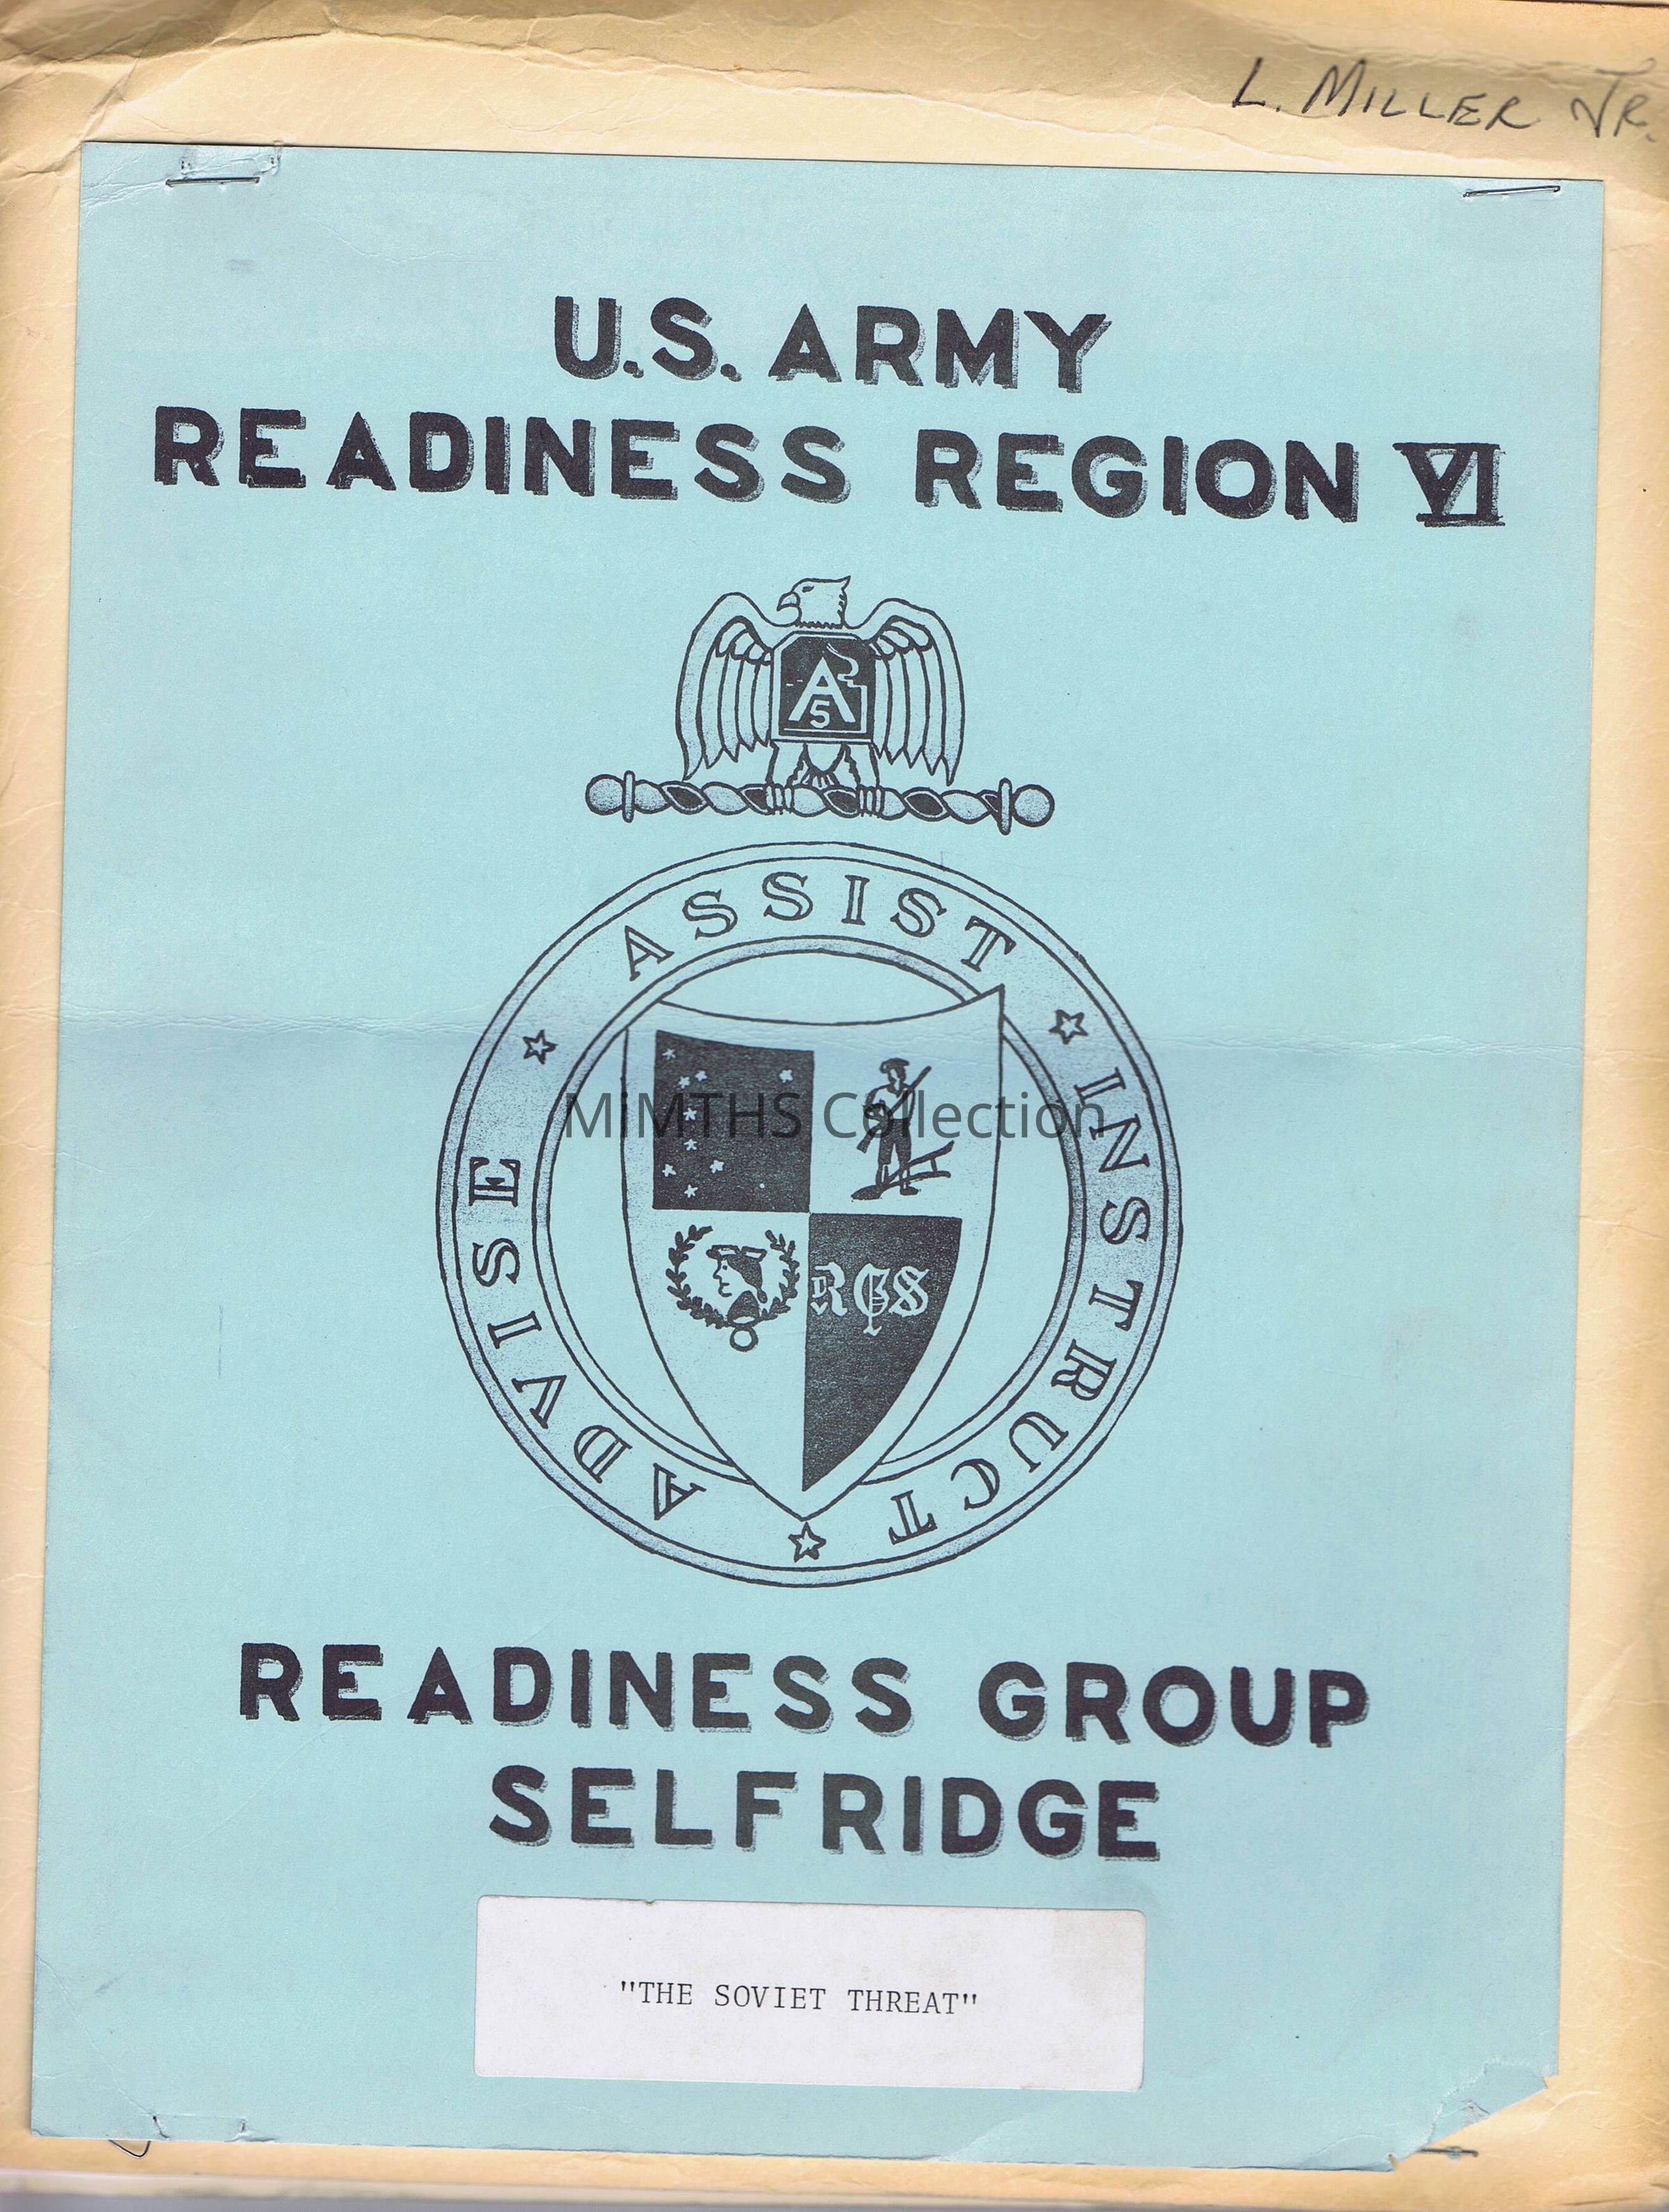 L. MILLER JR.
U.S. ARMY
READINESS REGION VI
A
5
ADVISE ☆ ASSIST ☆ INSTRUCT ☆
MiMTHS Collection
RGS
READINESS GROUP
SELFRIDGE
"THE SOVIET THREAT"